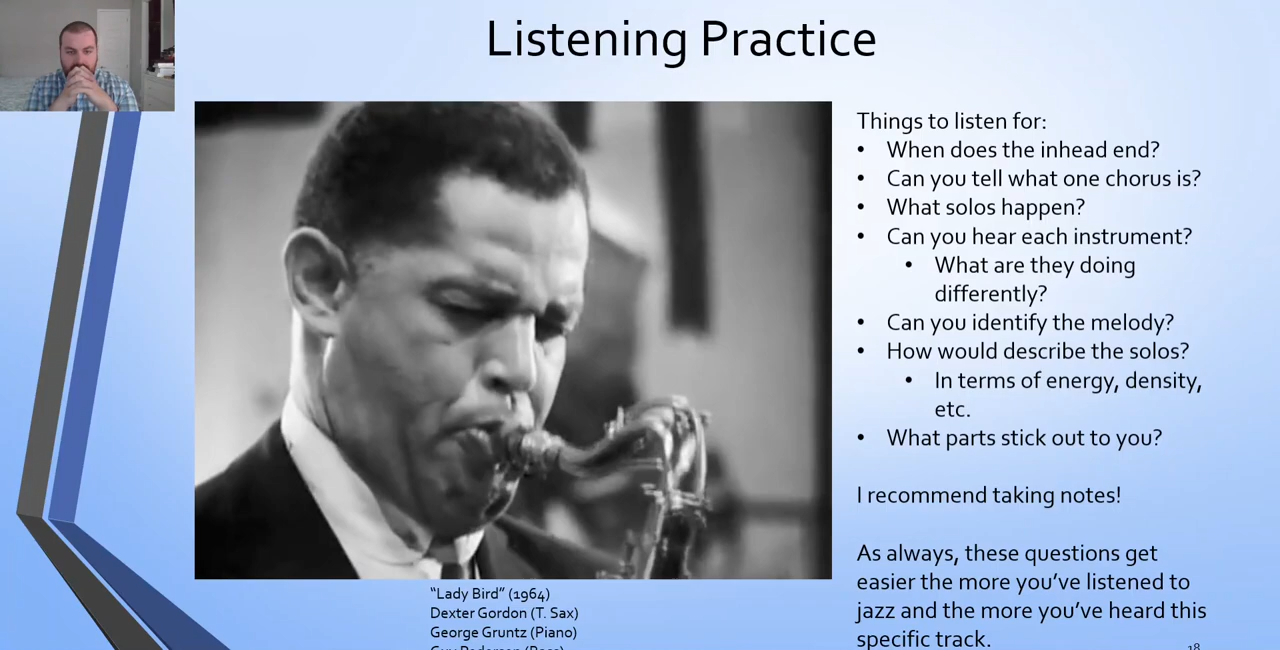 Listening Practice
Things to listen for:
• When does the inhead end?
• Can you tell what one chorus is?
• What solos happen?
• Can you hear each instrument?
• What are they doing
differently?
• Can you identify the melody?
• How would describe the solos?
• In terms of energy, density,
etc.
• What parts stick out to you?
I recommend taking notes!
As always, these questions get
easier the more you’ve listened to
jazz and the more you’ve heard this
specific track.
“Lady Bird” (1964)
Dexter Gordon (T. Sax)
George Gruntz (Piano)